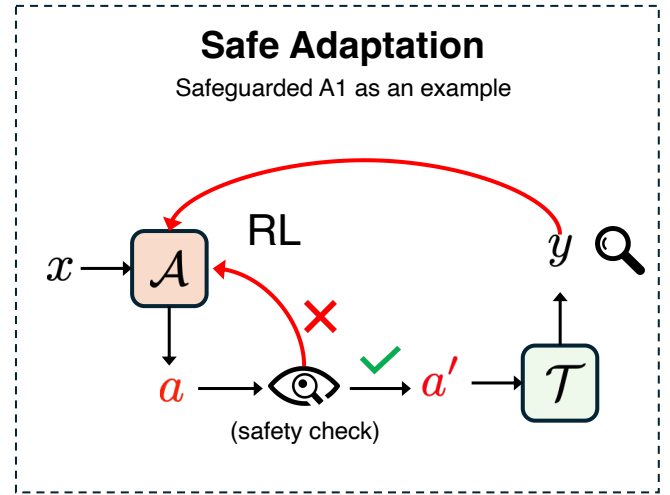 Safe Adaptation
Safeguarded A1 as an example
RL
x
𝒜
y
a
a′
𝒯
(safety check)